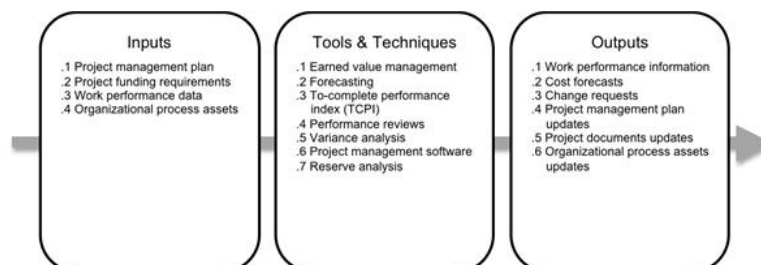 Inputs
.1 Project management plan
.2 Project funding requirements
.3 Work performance data
.4 Organizational process assets
Tools & Techniques
.1 Earned value management
.2 Forecasting
.3 To-complete performance
index (TCPI)
.4 Performance reviews
.5 Variance analysis
.6 Project management software
.7 Reserve analysis
Outputs
.1 Work performance information
.2 Cost forecasts
.3 Change requests
.4 Project management plan
updates
.5 Project documents updates
.6 Organizational process assets
updates